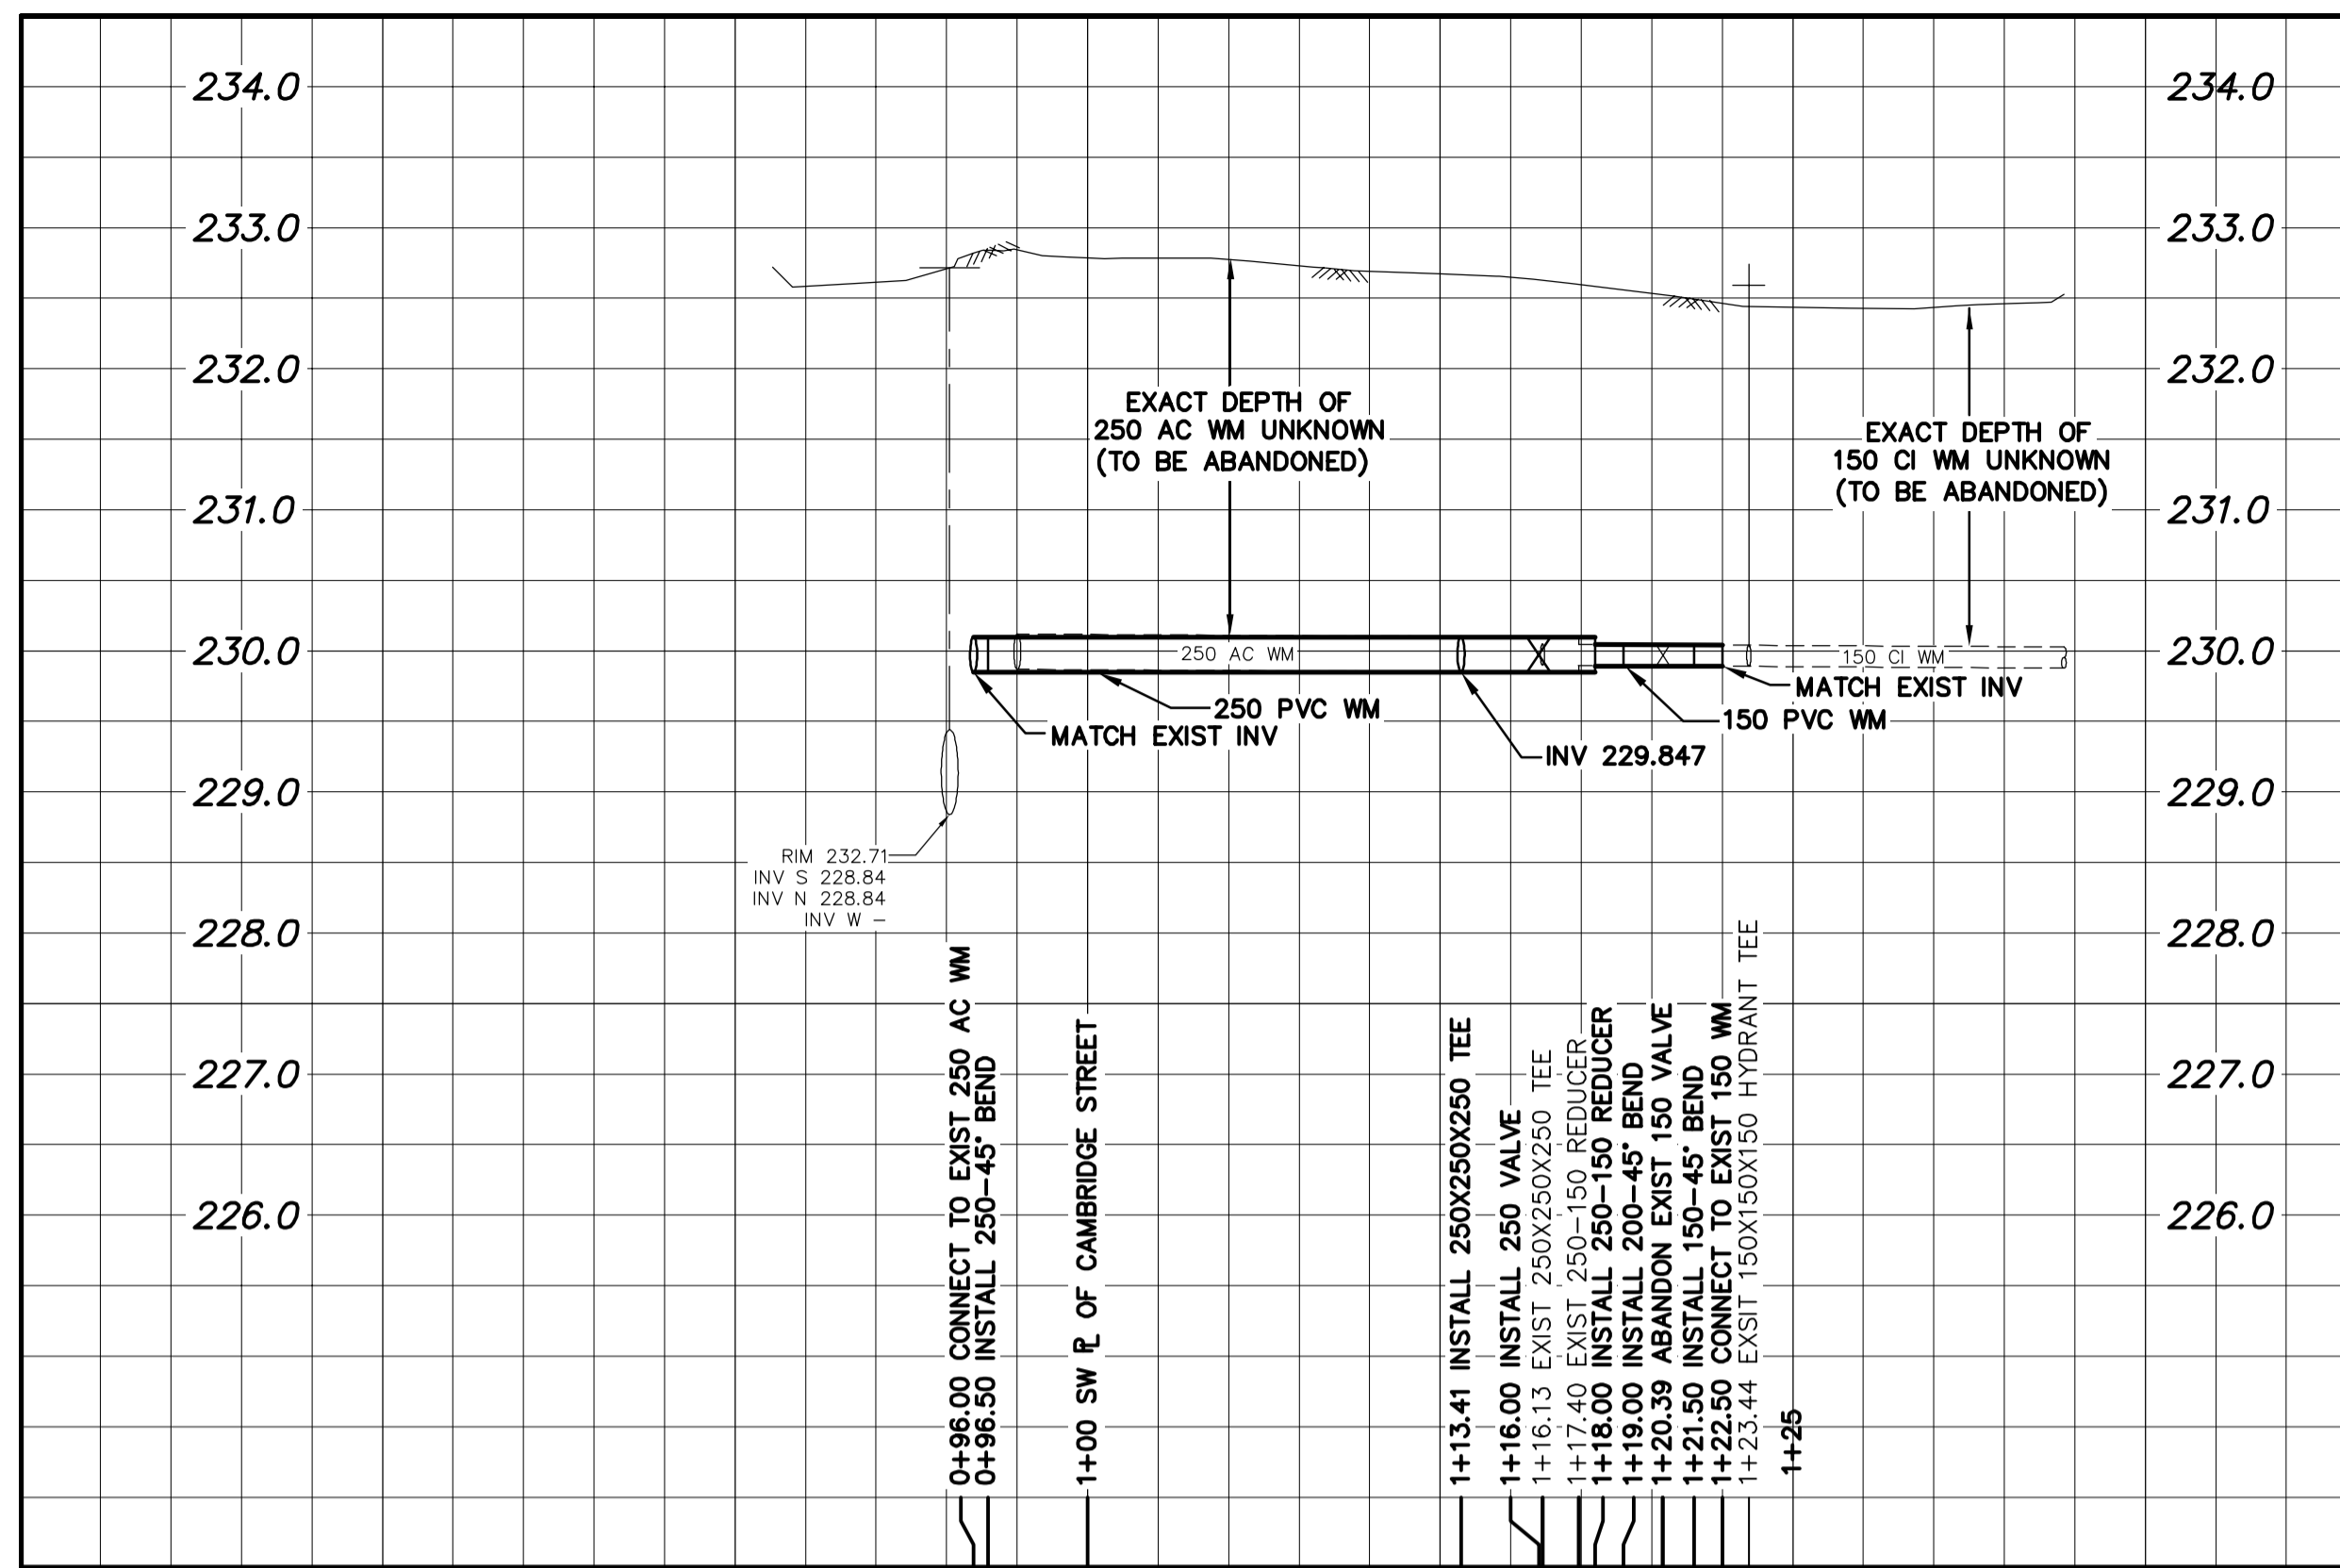 234.0
234.0
233.0
233.0
232.0
232.0
EXACT DEPTH OF
250 AC WM UNKNOWN
(TO BE ABANDONED)
EXACT DEPTH OF
150 CI WM UNKNOWN
(TO BE ABANDONED)
231.0
231.0
230.0
250 AC WM
150 CI WM
230.0
MATCH EXIST INV
250 PVC WM
150 PVC WM
MATCH EXIST INV
INV 229.847
229.0
229.0
RIM 232.71
INV S 228.84
INV N 228.84
INV W -
228.0
228.0
227.0
227.0
226.0
226.0
0+96.00 CONNECT TO EXIST 250 AC WM
0+96.50 INSTALL 250-45° BEND
1+00 SW PL OF CAMBRIDGE STREET
1+13.41 INSTALL 250X250X250 TEE
1+16.00 INSTALL 250 VALVE
1+16.13 EXIST 250X250X250 TEE
1+17.40 EXIST 250-150 REDUCER
1+18.00 INSTALL 250-150 REDUCER
1+19.00 INSTALL 200-45° BEND
1+20.39 ABANDON EXIST 150 VALVE
1+21.50 INSTALL 150-45° BEND
1+22.50 CONNECT TO EXIST 150 WM
1+23.44 EXSIT 150X150X150 HYDRANT TEE
1+25